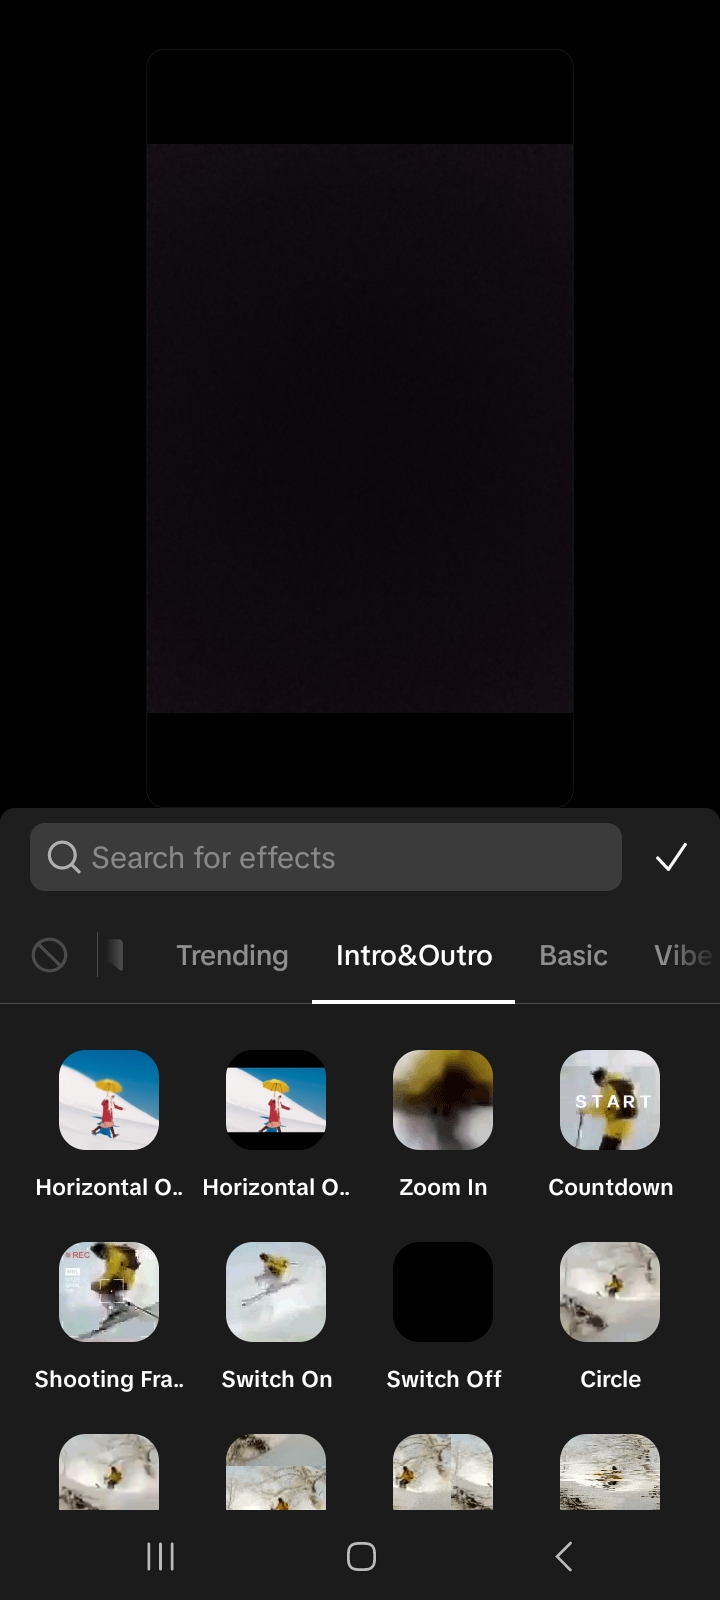 Search for effects
Trending Intro&Outro Basic Vibe
START
Horizontal O.. Horizontal O.. Zoom In Countdown
REC
Shooting Fra.. Switch On Switch Off Circle